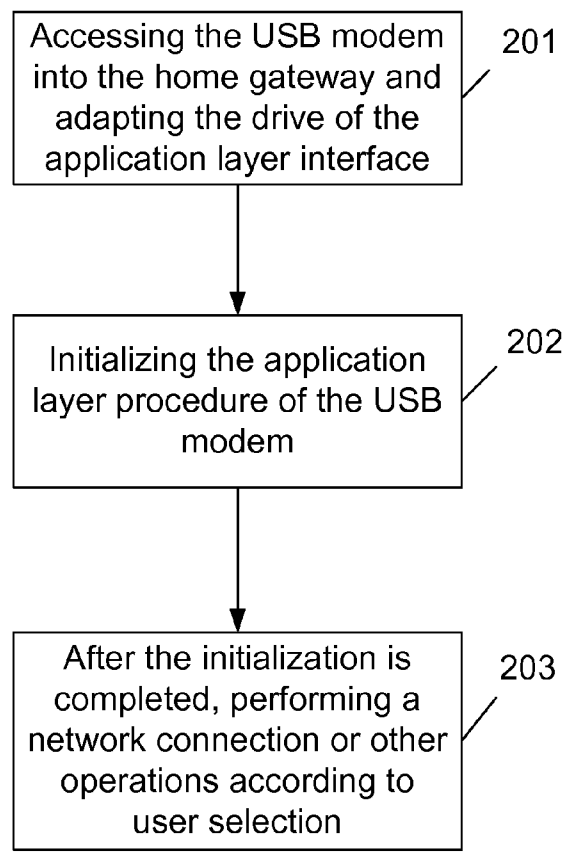 Accessing the USB modem
into the home gateway and
adapting the drive of the
application layer interface
201
Initializing the application
layer procedure of the USB
modem
202
After the initialization is
completed, performing a
network connection or other
operations according to
user selection
203